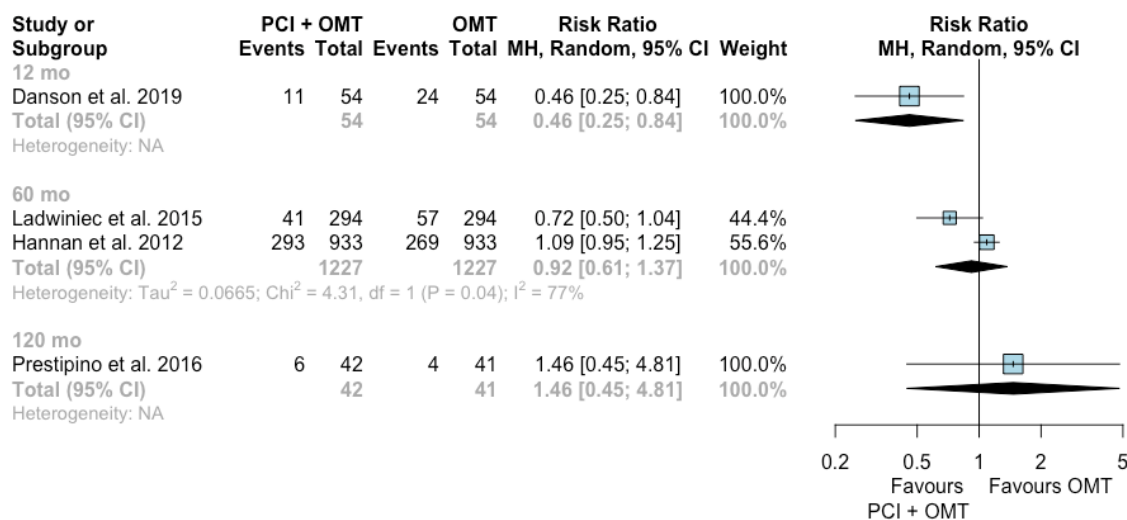 Study or PCI + OMT OMT Risk Ratio Risk Ratio
Subgroup Events Total Events Total MH, Random, 95% CI Weight MH, Random, 95% CI
12 mo
Danson et al. 2019 11 54 24 54 0.46 [0.25; 0.84] 100.0%
Total (95% CI) 54 54 0.46 [0.25; 0.84] 100.0%
Heterogeneity: NA
60 mo
Ladwiniec et al. 2015 41 294 57 294 0.72 [0.50; 1.04] 44.4%
Hannan et al. 2012 293 933 269 933 1.09 [0.95; 1.25] 55.6%
Total (95% CI) 1227 1227 0.92 [0.61; 1.37] 100.0%
Heterogeneity: Tau² = 0.0665; Chi² = 4.31, df = 1 (P = 0.04); I² = 77%
120 mo
Prestipino et al. 2016 6 42 4 41 1.46 [0.45; 4.81] 100.0%
Total (95% CI) 42 41 1.46 [0.45; 4.81] 100.0%
Heterogeneity: NA
0.2 0.5 1 2 5
Favours Favours OMT
PCI + OMT